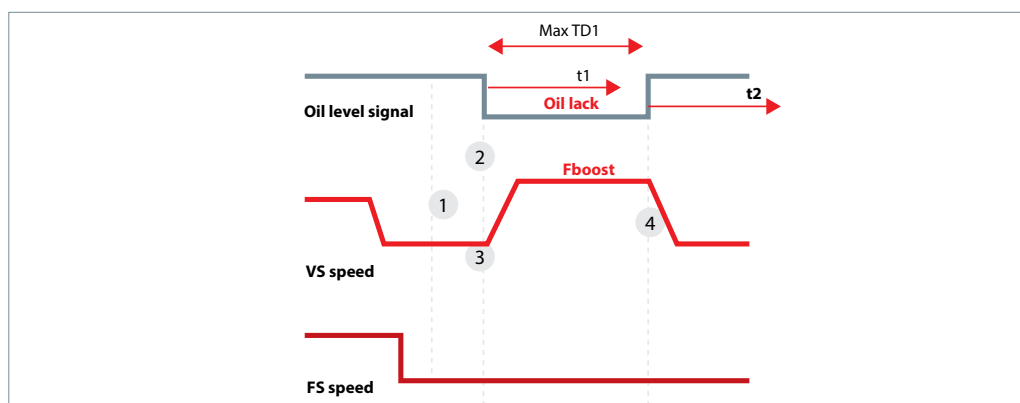 Max TD1
t1
t2
Oil lack
Oil level signal
2
Fboost
1
4
3
VS speed
FS speed